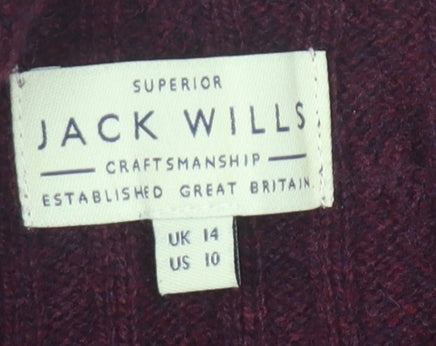 SUPERIOR
JACK WILLS
CRAFTSMANSHIP
ESTABLISHED GREAT BRITAIN
UK 14
US 10